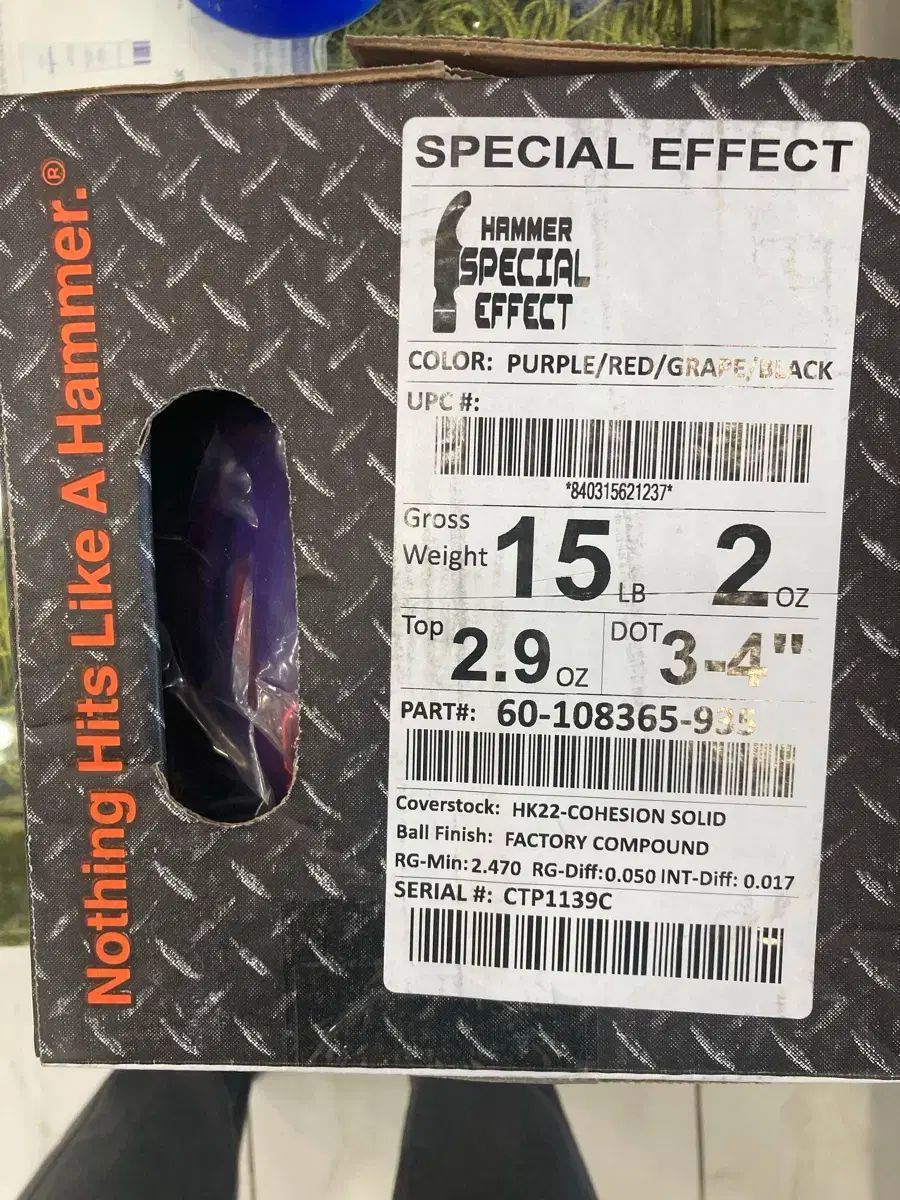 Nothing Hits Like A Hammer.®
SPECIAL EFFECT
HAMMER
SPECIAL
EFFECT
COLOR: PURPLE/RED/GRAPE/BLACK
UPC #:
*840315621237*
Gross
Weight 15 LB 2 OZ
Top 2.9 OZ DOT 3-4"
PART#: 60-108365-935
Coverstock: HK22-COHESION SOLID
Ball Finish: FACTORY COMPOUND
RG-Min: 2.470 RG-Diff: 0.050 INT-Diff: 0.017
SERIAL #: CTP1139C